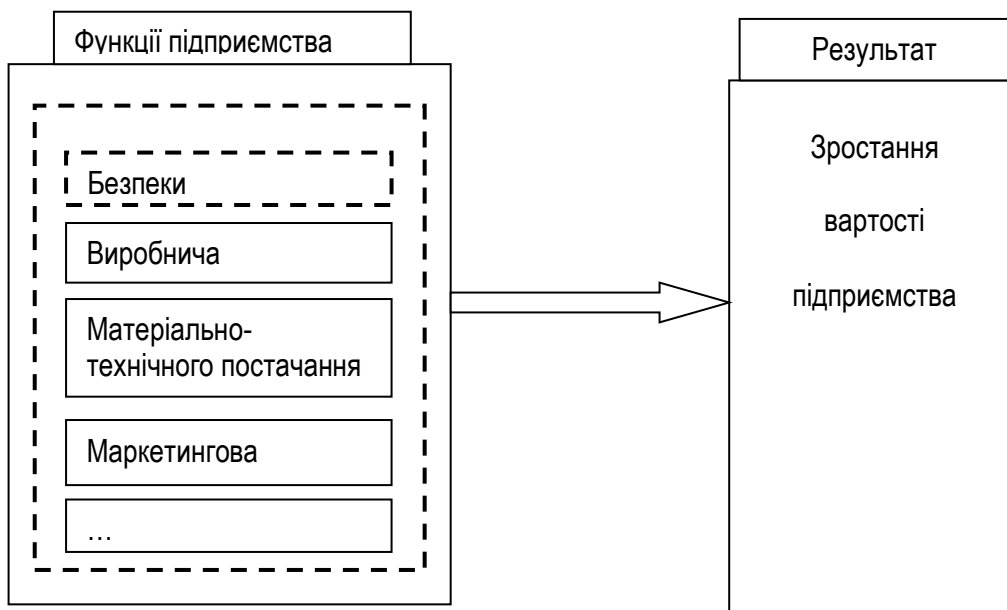 Функції підприємства
Безпеки
Виробнича
Матеріально-
технічного постачання
Маркетингова
…
Результат
Зростання
вартості
підприємства